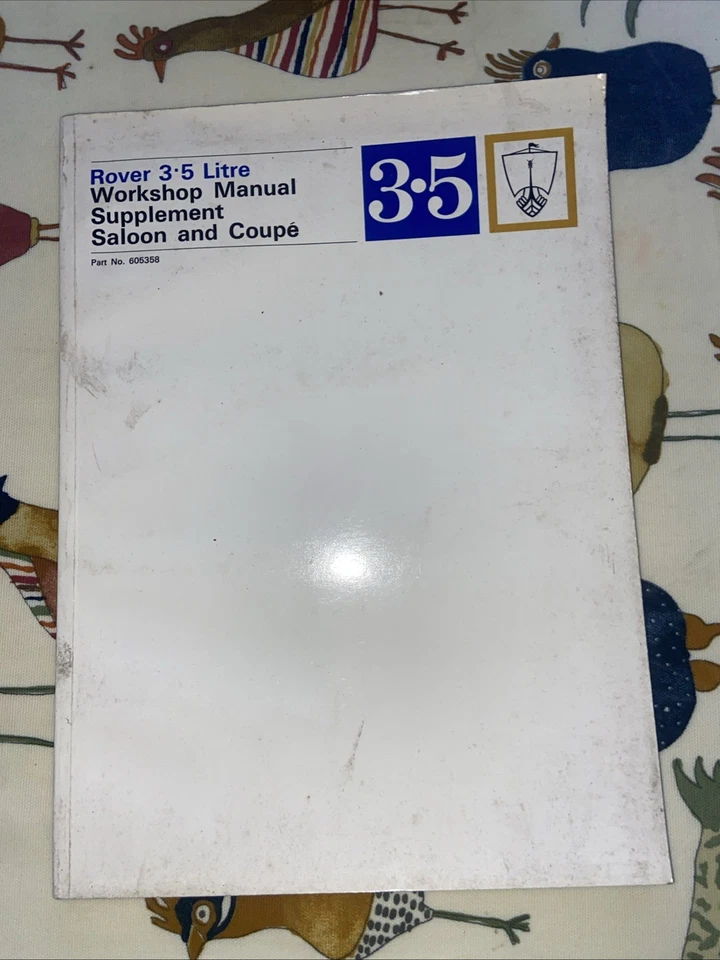 Rover 3·5 Litre
Workshop Manual
Supplement
Saloon and Coupé
Part No. 605358
3·5